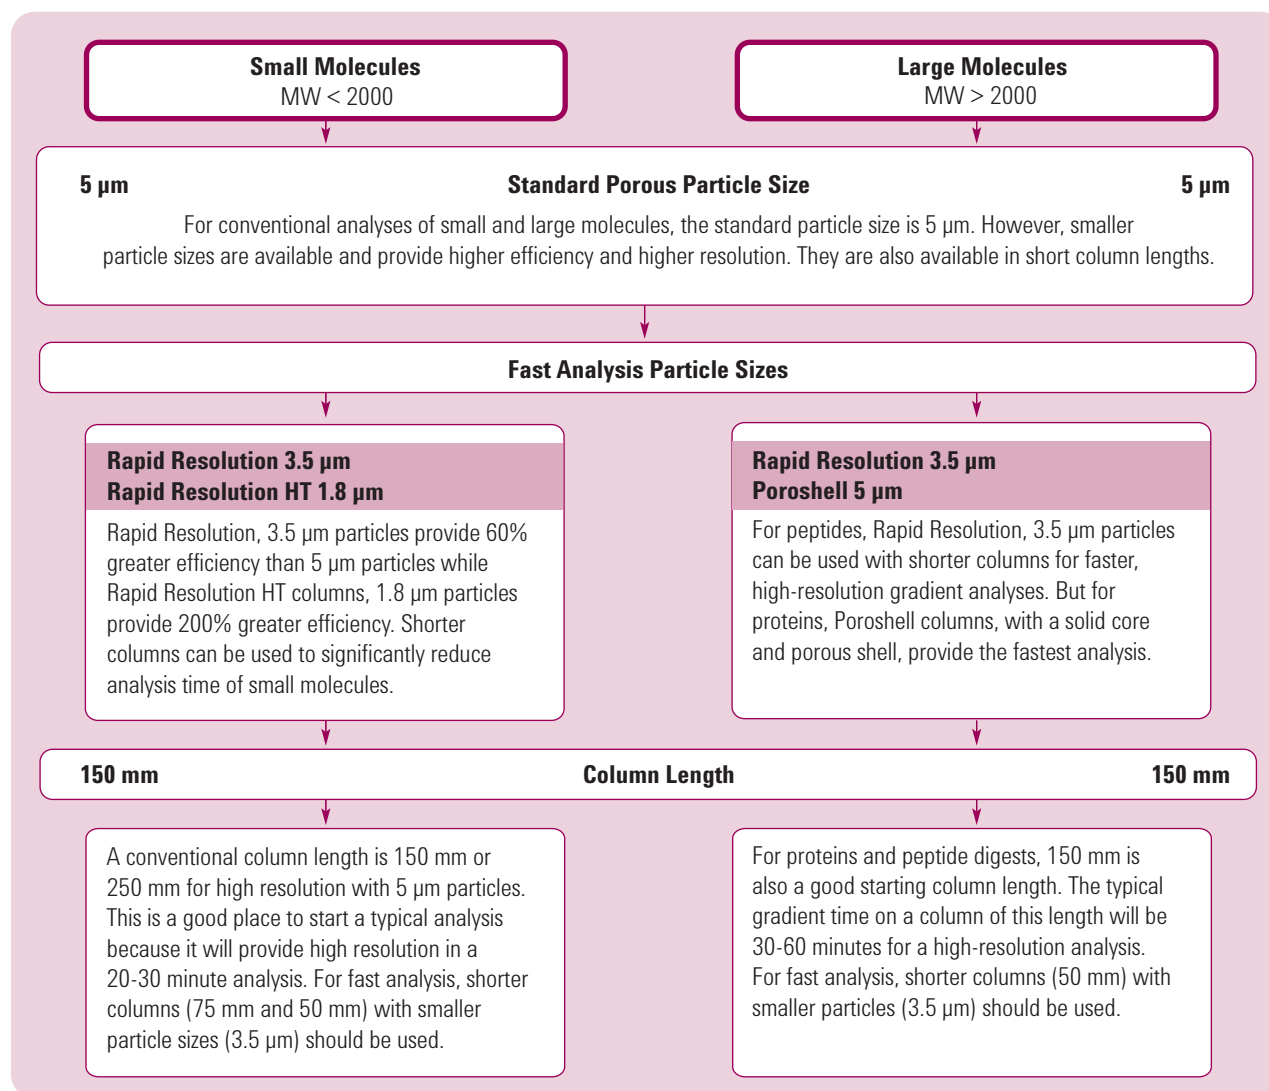 Small Molecules
MW < 2000
Large Molecules
MW > 2000
5 µm Standard Porous Particle Size 5 µm
For conventional analyses of small and large molecules, the standard particle size is 5 µm. However, smaller
particle sizes are available and provide higher efficiency and higher resolution. They are also available in short column lengths.
Fast Analysis Particle Sizes
Rapid Resolution 3.5 µm
Rapid Resolution HT 1.8 µm
Rapid Resolution, 3.5 µm particles provide 60%
greater efficiency than 5 µm particles while
Rapid Resolution HT columns, 1.8 µm particles
provide 200% greater efficiency. Shorter
columns can be used to significantly reduce
analysis time of small molecules.
Rapid Resolution 3.5 µm
Poroshell 5 µm
For peptides, Rapid Resolution, 3.5 µm particles
can be used with shorter columns for faster,
high-resolution gradient analyses. But for
proteins, Poroshell columns, with a solid core
and porous shell, provide the fastest analysis.
150 mm Column Length 150 mm
A conventional column length is 150 mm or
250 mm for high resolution with 5 µm particles.
This is a good place to start a typical analysis
because it will provide high resolution in a
20-30 minute analysis. For fast analysis, shorter
columns (75 mm and 50 mm) with smaller
particle sizes (3.5 µm) should be used.
For proteins and peptide digests, 150 mm is
also a good starting column length. The typical
gradient time on a column of this length will be
30-60 minutes for a high-resolution analysis.
For fast analysis, shorter columns (50 mm) with
smaller particles (3.5 µm) should be used.